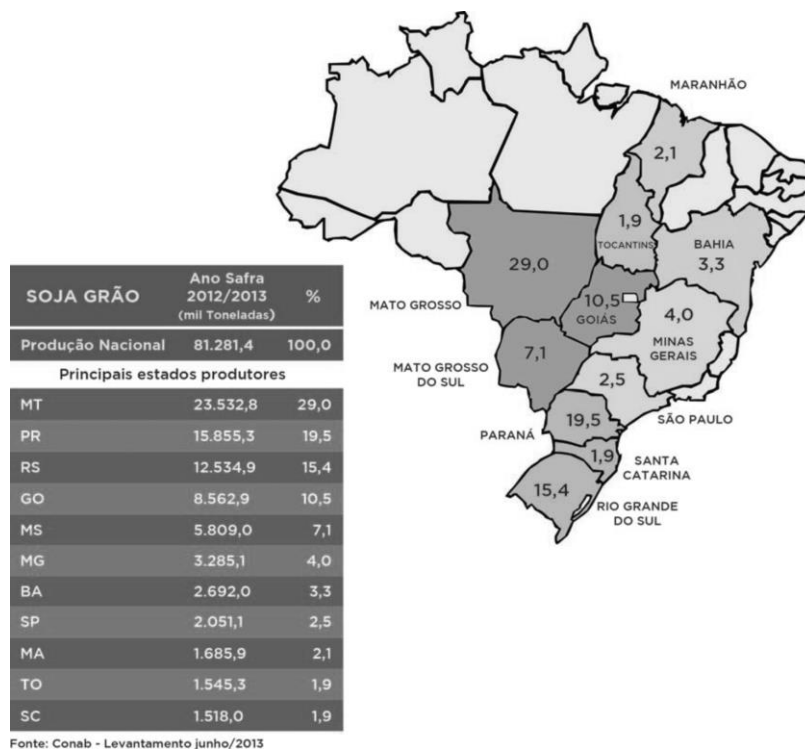 MARANHÃO
2,1
1,9
TOCANTINS
BAHIA
3,3
29,0
MATO GROSSO
10,5
GOIÁS
4,0
MINAS
GERAIS
7,1
MATO GROSSO
DO SUL
2,5
SÃO PAULO
19,5
PARANÁ
1,9
SANTA
CATARINA
15,4
RIO GRANDE
DO SUL
SOJA GRÃO Ano Safra 2012/2013 (mil Toneladas) %
Produção Nacional 81.281,4 100,0
Principais estados produtores
MT 23.532,8 29,0
PR 15.855,3 19,5
RS 12.534,9 15,4
GO 8.562,9 10,5
MS 5.809,0 7,1
MG 3.285,1 4,0
BA 2.692,0 3,3
SP 2.051,1 2,5
MA 1.685,9 2,1
TO 1.545,3 1,9
SC 1.518,0 1,9
Fonte: Conab - Levantamento junho/2013